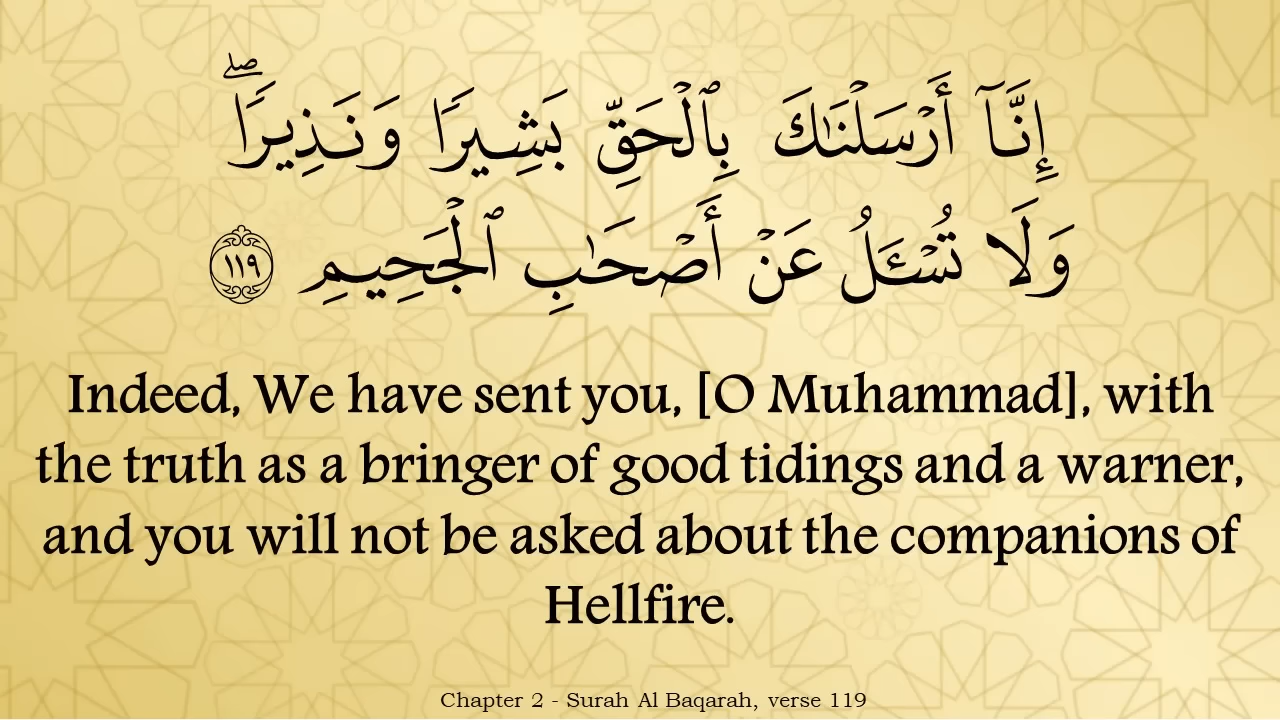 إِنَّآ أَرْسَلْنَٰكَ بِٱلْحَقِّ بَشِيرًا وَنَذِيرًا ۖ
وَلَا تُسْـَٔلُ عَنْ أَصْحَٰبِ ٱلْجَحِيمِ ١١٩
Indeed, We have sent you, [O Muhammad], with
the truth as a bringer of good tidings and a warner,
and you will not be asked about the companions of
Hellfire.
Chapter 2 - Surah Al Baqarah, verse 119